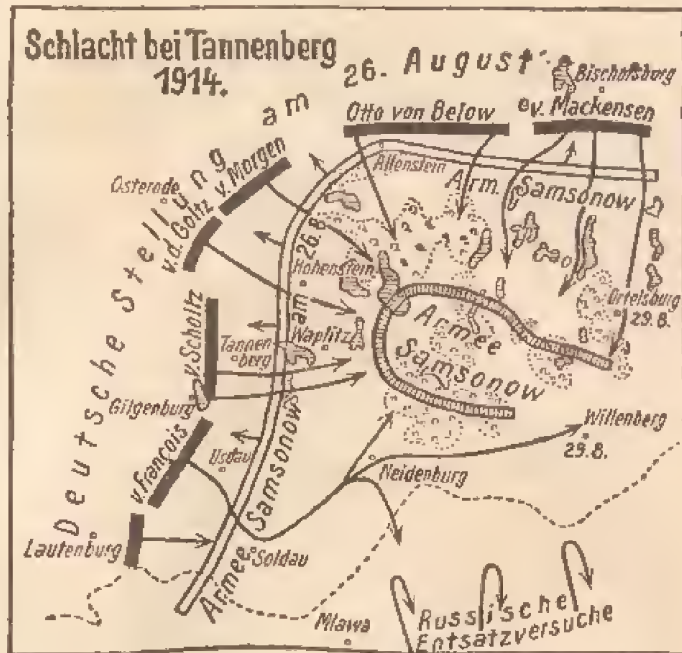 Schlacht bei Tannenberg
1914.
Deutsche Stellung am 26. August
Bischofsburg
Otto von Below
v. Mackensen
Allenstein
Arm. Samsonow
Osterode
v.d. Goltz
v. Morgen
Hohenstein
am 26.8.
Ortelsburg
29.8.
Armee
Samsonow
v. Scholtz
Tannen-
berg
Waplitz
Gilgenburg
Willenberg
29.8.
v. François
Usdau
Neidenburg
Armee Samsonow
Lautenburg
Soldau
Mlawa
Russische
Entsatzversuche